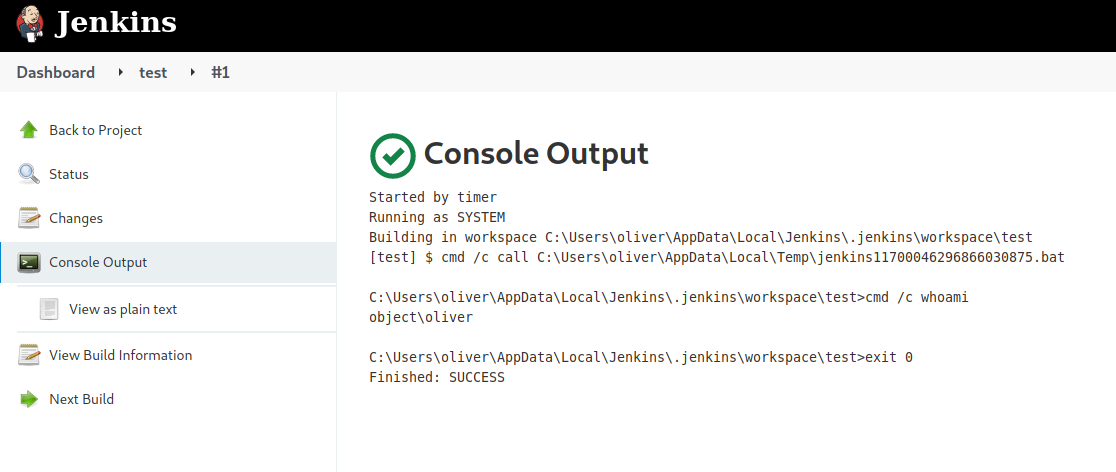 Jenkins
Dashboard test #1
Back to Project
Status
Changes
Console Output
View as plain text
View Build Information
Next Build
Console Output
Started by timer
Running as SYSTEM
Building in workspace C:\Users\oliver\AppData\Local\Jenkins\.jenkins\workspace\test
[test] $ cmd /c call C:\Users\oliver\AppData\Local\Temp\jenkins11700046296866030875.bat
C:\Users\oliver\AppData\Local\Jenkins\.jenkins\workspace\test>cmd /c whoami
object\oliver
C:\Users\oliver\AppData\Local\Jenkins\.jenkins\workspace\test>exit 0
Finished: SUCCESS